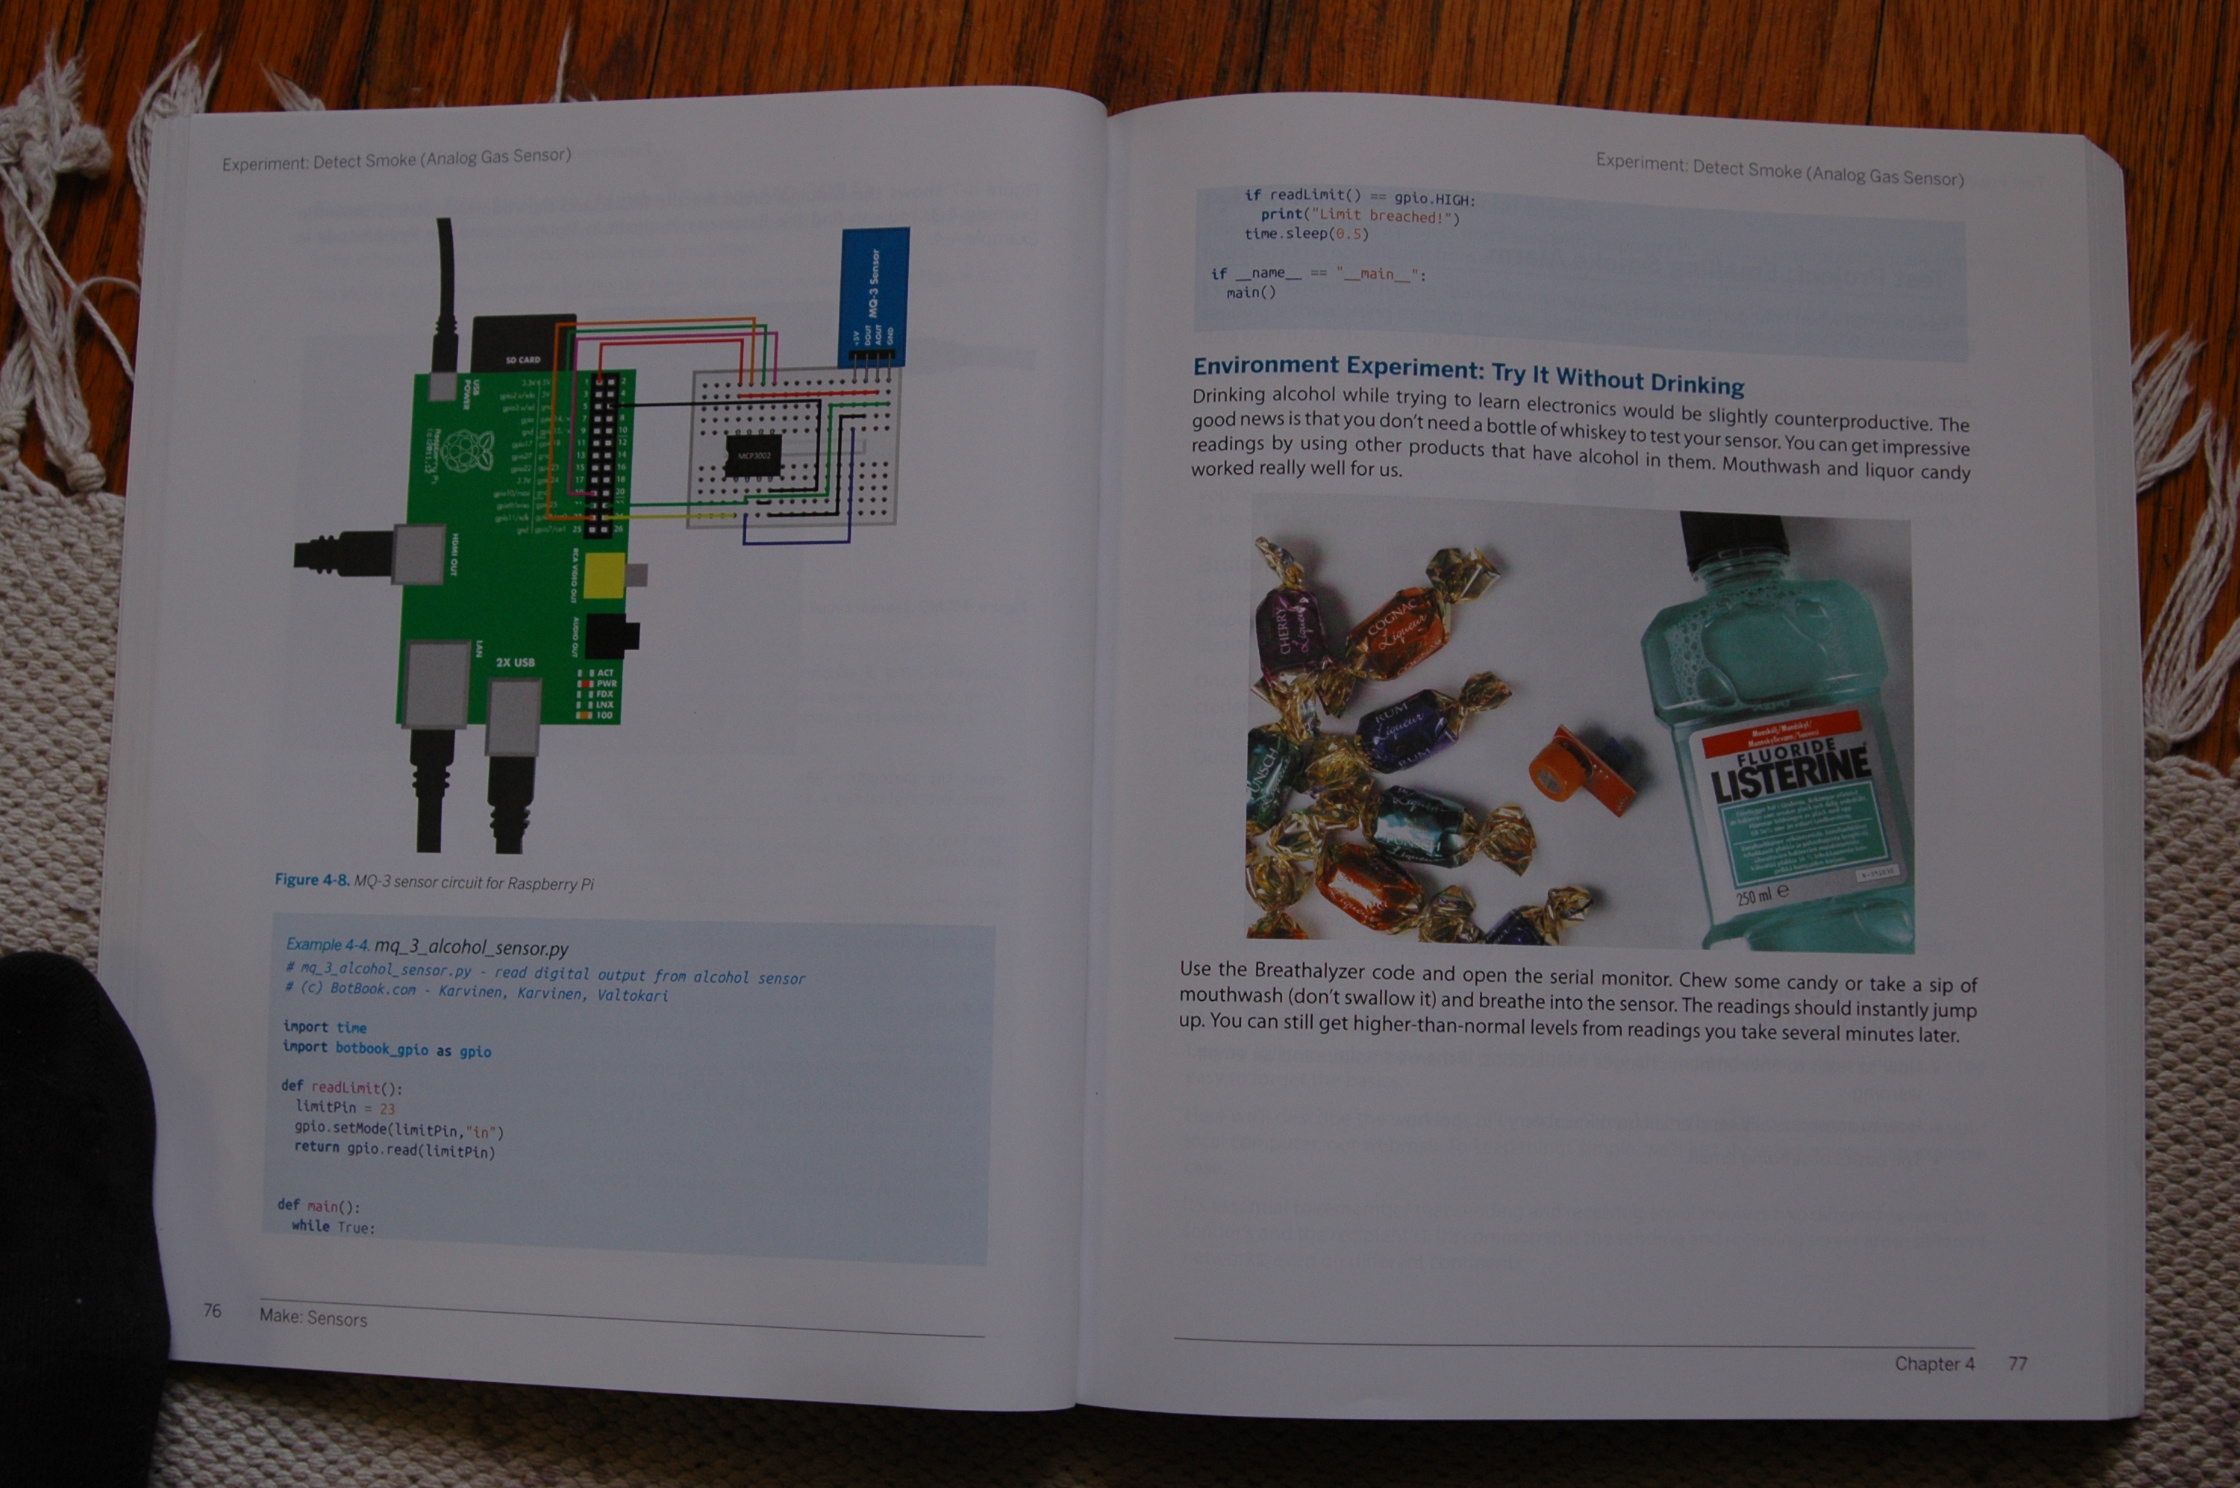 Experiment: Detect Smoke (Analog Gas Sensor)
MQ-3 Sensor
+5V
DOUT
AOUT
GND
MCP3002
SD CARD
USB
POWER
Raspberry Pi
(c)2011.12
HDMI OUT
LAN
2X USB
RCA VIDEO OUT
AUDIO OUT
ACT
PWR
FDX
LNX
100
Figure 4-8. MQ-3 sensor circuit for Raspberry Pi
Example 4-4. mq_3_alcohol_sensor.py
# mq_3_alcohol_sensor.py - read digital output from alcohol sensor
# (c) BotBook.com - Karvinen, Karvinen, Valtokari
import time
import botbook_gpio as gpio
def readLimit():
limitPin = 23
gpio.setMode(limitPin,"in")
return gpio.read(limitPin)
def main():
while True:
76 Make: Sensors
Experiment: Detect Smoke (Analog Gas Sensor)
if readLimit() == gpio.HIGH:
print("Limit breached!")
time.sleep(0.5)
if __name__ == "__main__":
main()
Environment Experiment: Try It Without Drinking
Drinking alcohol while trying to learn electronics would be slightly counterproductive. The
good news is that you don't need a bottle of whiskey to test your sensor. You can get impressive
readings by using other products that have alcohol in them. Mouthwash and liquor candy
worked really well for us.
COGNAC
Liqueur
RUM
Liqueur
CHERRY
Liqueur
FLUORIDE
LISTERINE
250 ml e
Use the Breathalyzer code and open the serial monitor. Chew some candy or take a sip of
mouthwash (don't swallow it) and breathe into the sensor. The readings should instantly jump
up. You can still get higher-than-normal levels from readings you take several minutes later.
Chapter 4 77